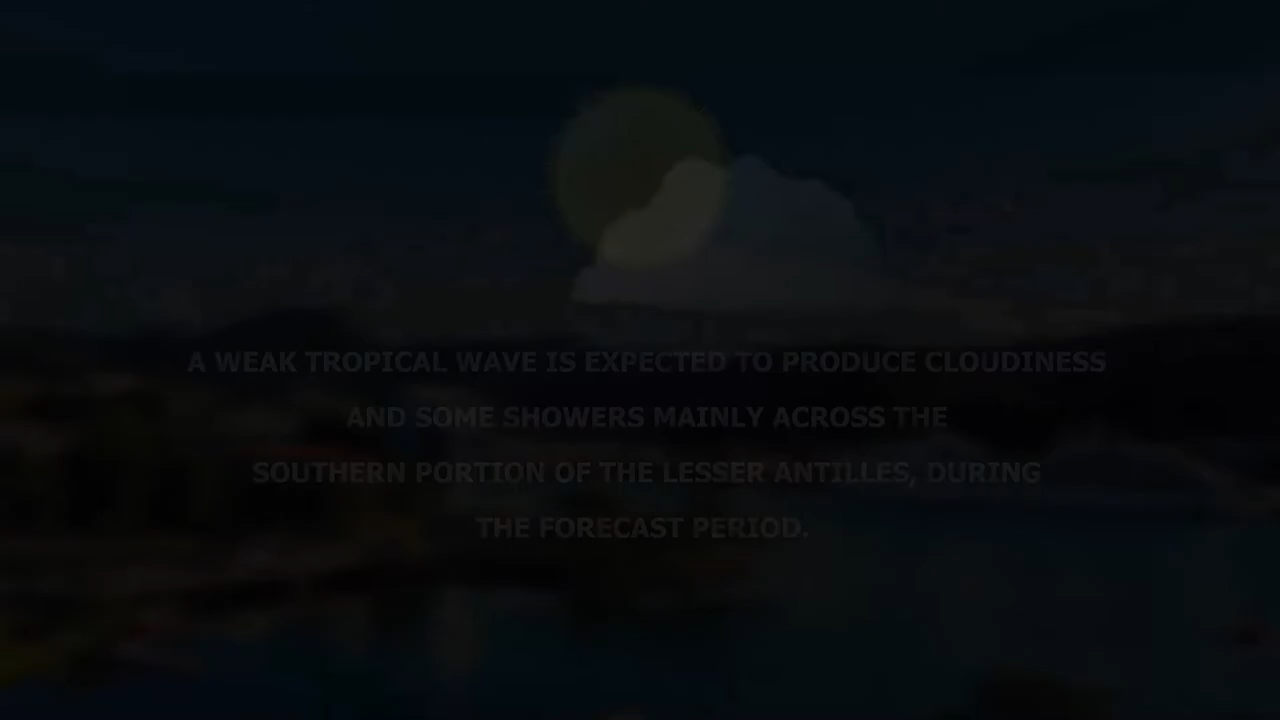 A WEAK TROPICAL WAVE IS EXPECTED TO PRODUCE CLOUDINESS
AND SOME SHOWERS MAINLY ACROSS THE
SOUTHERN PORTION OF THE LESSER ANTILLES, DURING
THE FORECAST PERIOD.